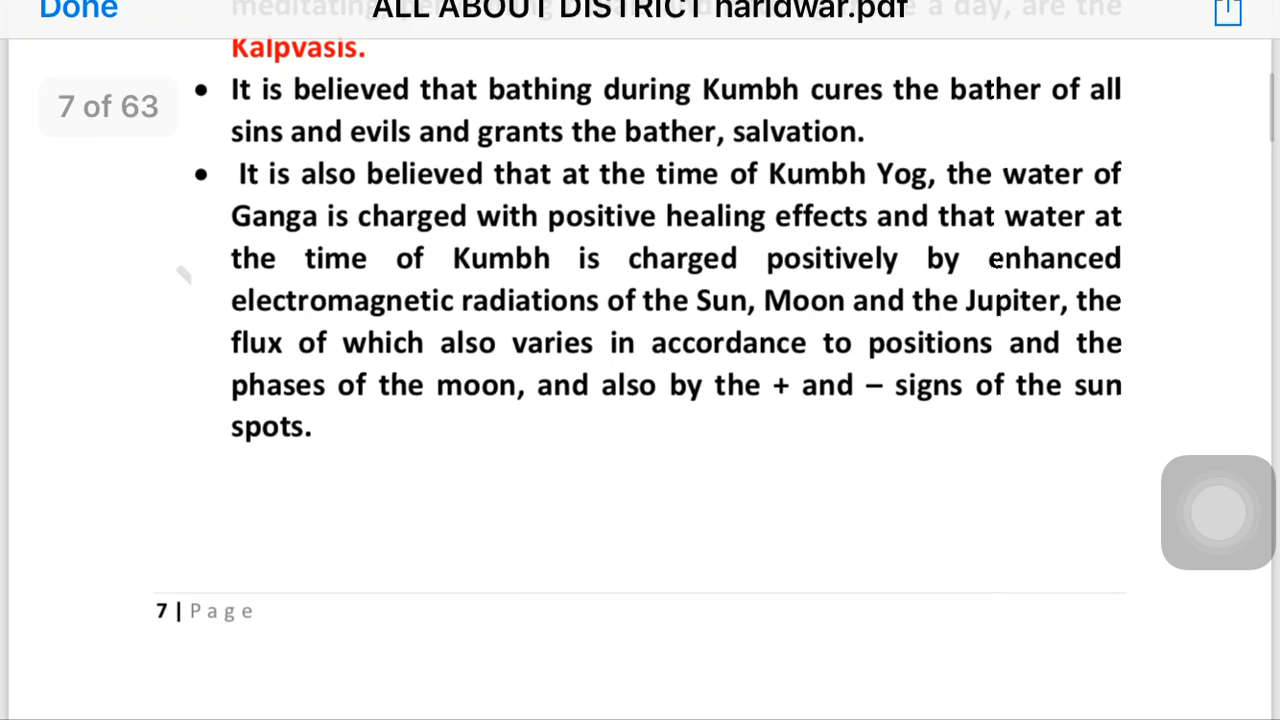 Done
ALL ABOUT DISTRICT haridwar.pdf
meditating a day, are the
Kalpvasis.
7 of 63
• It is believed that bathing during Kumbh cures the bather of all
sins and evils and grants the bather, salvation.
• It is also believed that at the time of Kumbh Yog, the water of
Ganga is charged with positive healing effects and that water at
the time of Kumbh is charged positively by enhanced
electromagnetic radiations of the Sun, Moon and the Jupiter, the
flux of which also varies in accordance to positions and the
phases of the moon, and also by the + and – signs of the sun
spots.
7 | Page